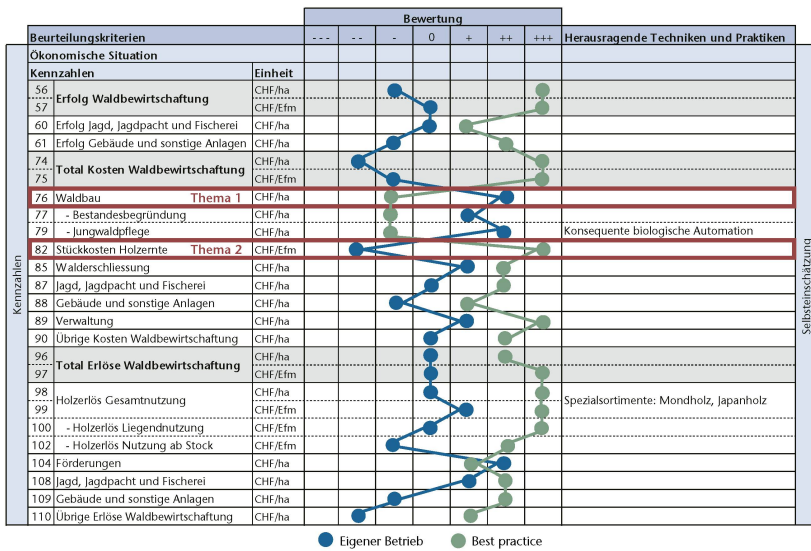 Bewertung
Beurteilungskriterien --- -- - 0 + ++ +++ Herausragende Techniken und Praktiken
Ökonomische Situation
Kennzahlen Einheit
56 Erfolg Waldbewirtschaftung CHF/ha
57 CHF/Efm
60 Erfolg Jagd, Jagdpacht und Fischerei CHF/ha
61 Erfolg Gebäude und sonstige Anlagen CHF/ha
74 Total Kosten Waldbewirtschaftung CHF/ha
75 CHF/Efm
76 Waldbau Thema 1 CHF/ha
77 - Bestandesbegründung CHF/ha
79 - Jungwaldpflege CHF/ha Konsequente biologische Automation
82 Stückkosten Holzernte Thema 2 CHF/Efm
85 Walderschliessung CHF/ha
87 Jagd, Jagdpacht und Fischerei CHF/ha
88 Gebäude und sonstige Anlagen CHF/ha
89 Verwaltung CHF/ha
90 Übrige Kosten Waldbewirtschaftung CHF/ha
96 Total Erlöse Waldbewirtschaftung CHF/ha
97 CHF/Efm
98 Holzerlös Gesamtnutzung CHF/ha Spezialsortimente: Mondholz, Japanholz
99 CHF/Efm
100 - Holzerlös Liegendnutzung CHF/Efm
102 - Holzerlös Nutzung ab Stock CHF/Efm
104 Förderungen CHF/ha
108 Jagd, Jagdpacht und Fischerei CHF/ha
109 Gebäude und sonstige Anlagen CHF/ha
110 Übrige Erlöse Waldbewirtschaftung CHF/ha
Kennzahlen
Selbsteinschätzung
Eigener Betrieb Best practice